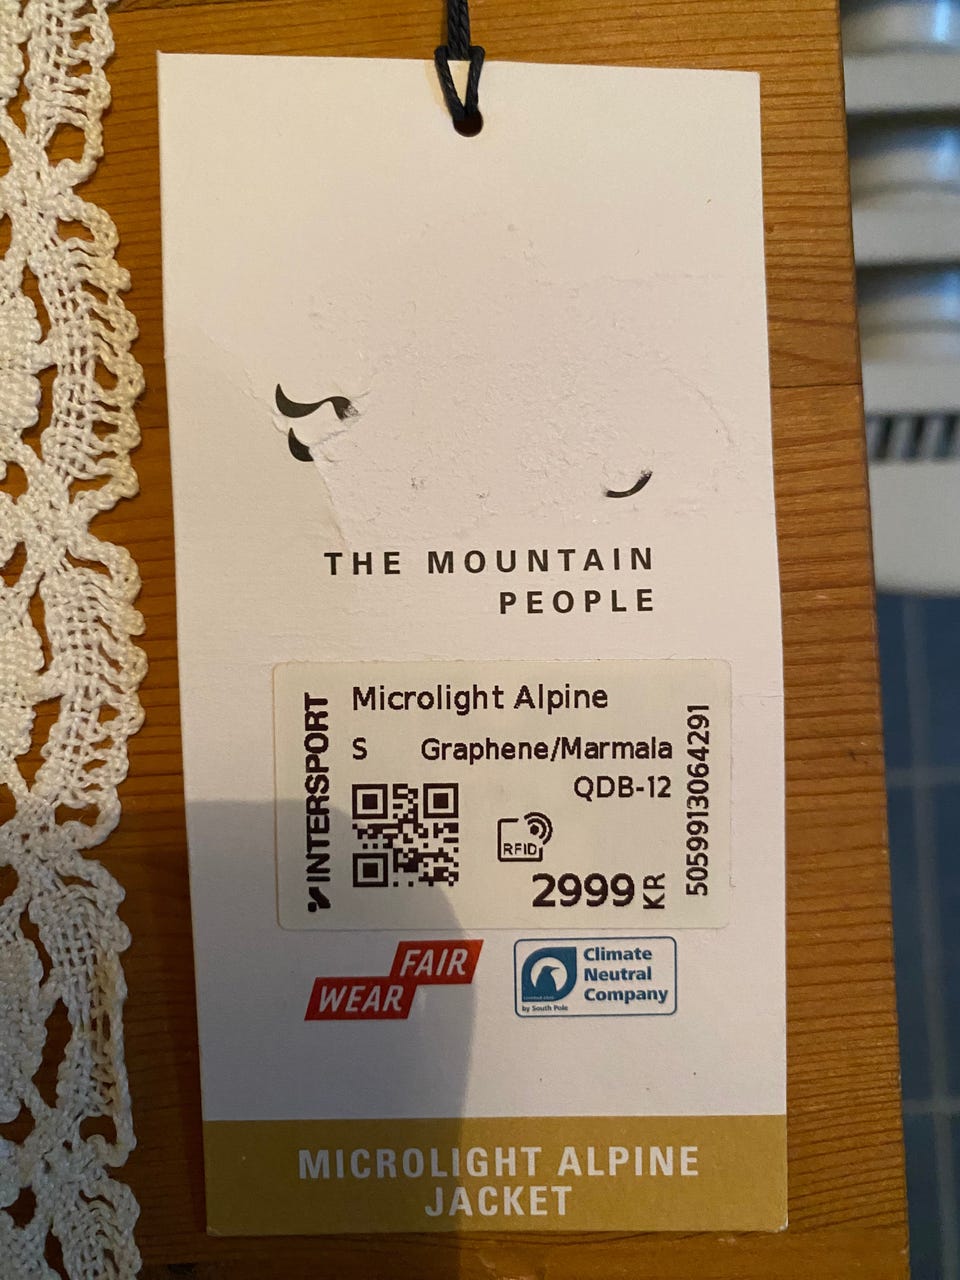 THE MOUNTAIN
PEOPLE
INTERSPORT
Microlight Alpine
S Graphene/Marmala
QDB-12
RFID
2999 KR
5059913064291
FAIR
WEAR
Climate
Neutral
Company
by South Pole
MICROLIGHT ALPINE
JACKET